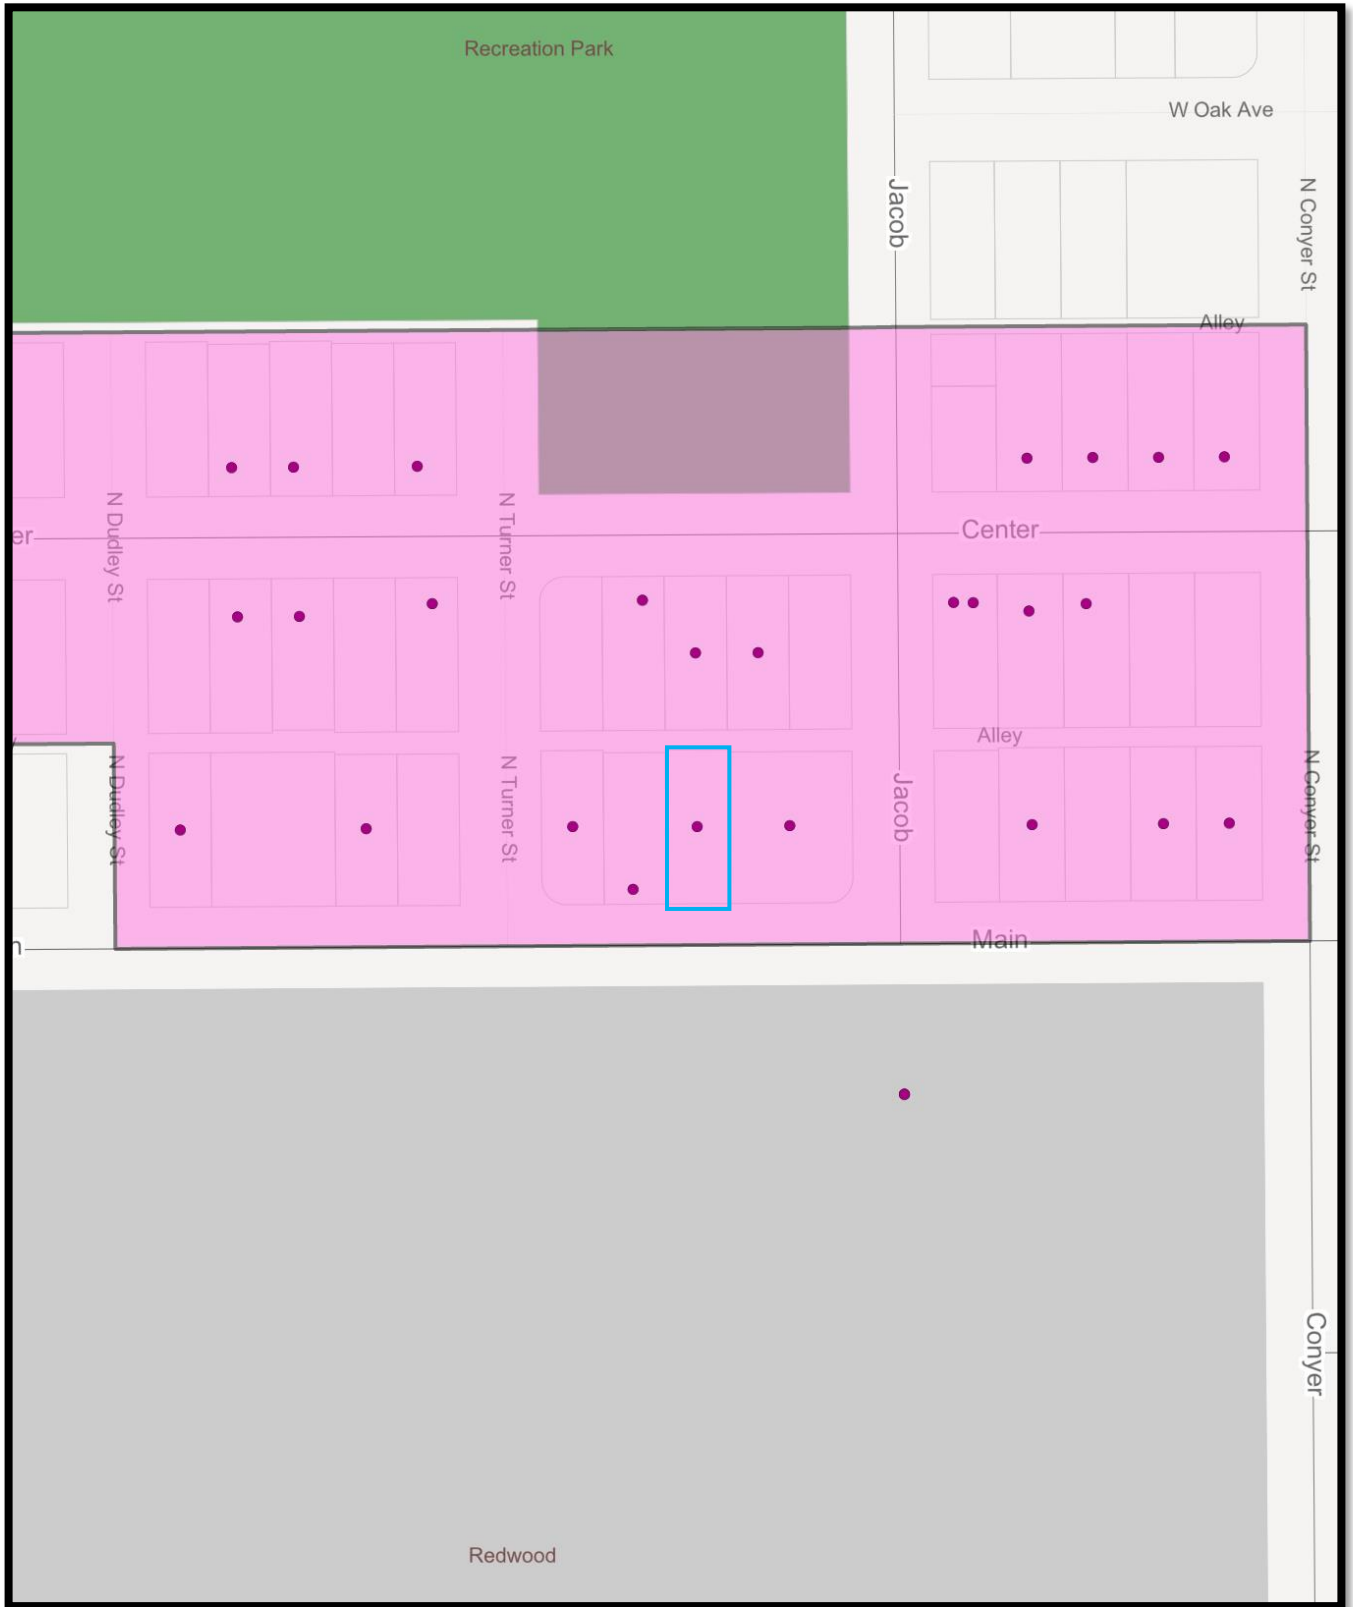 Recreation Park
W Oak Ave
Jacob
N Conyer St
Alley
N Dudley St
N Turner St
er
Center
Alley
N Dudley St
N Turner St
Jacob
N Conyer St
n
Main
Conyer
Redwood